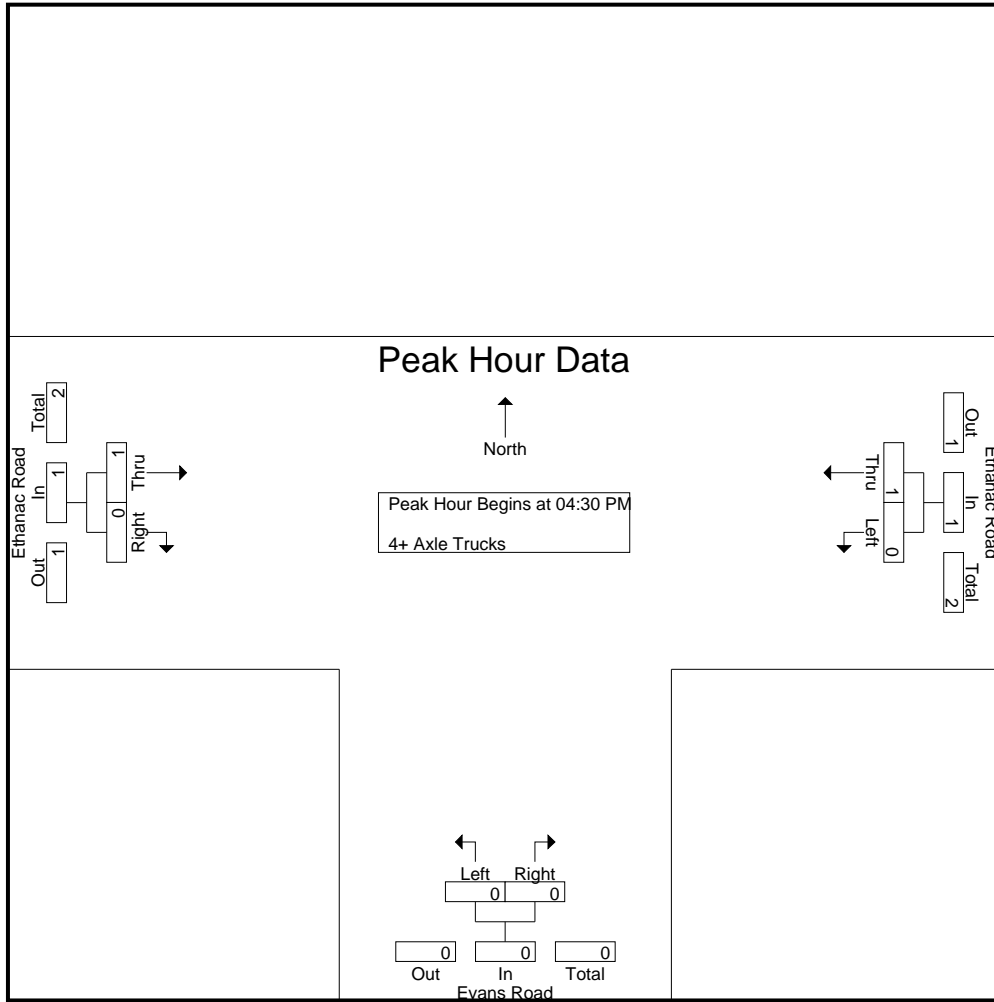 Peak Hour Data
North
Peak Hour Begins at 04:30 PM
4+ Axle Trucks
Ethanac Road
Total
2
In
1
Out
1
Thru
1
Right
0
Ethanac Road
Out
1
In
1
Total
2
Thru
1
Left
0
Left Right
0 0
0 0 0
Out In Total
Evans Road